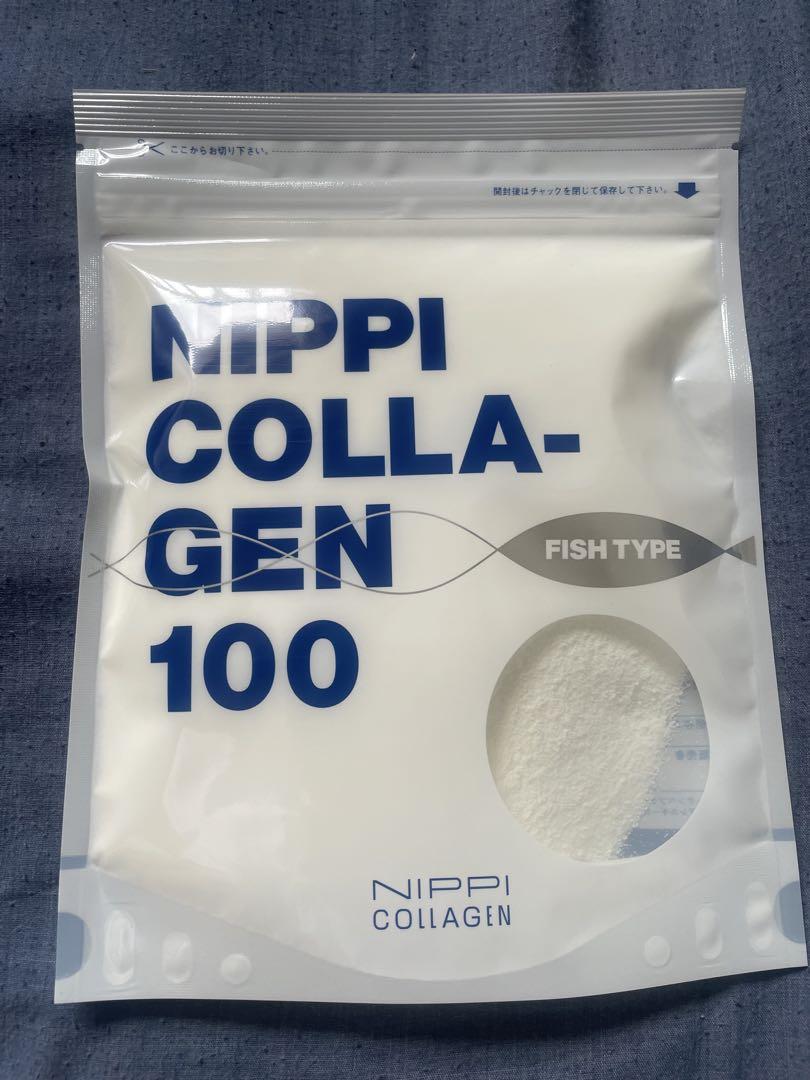 ここからお切り下さい。
開封後はチャックを閉じて保存して下さい。
NIPPI
COLLA-
GEN
FISH TYPE
100
NIPPI
COLLAGEN